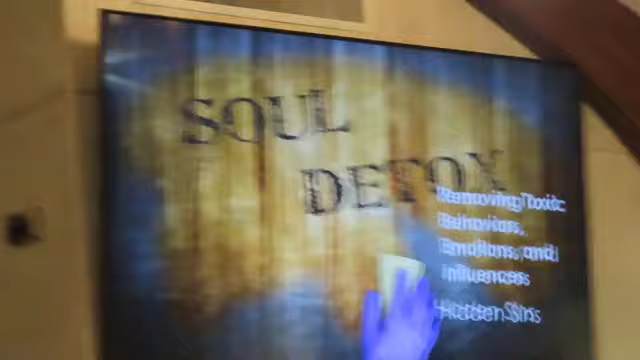 SOUL
DETOX
Removing Toxic
Behaviors,
Emotions, and
Influences
Hidden Sins